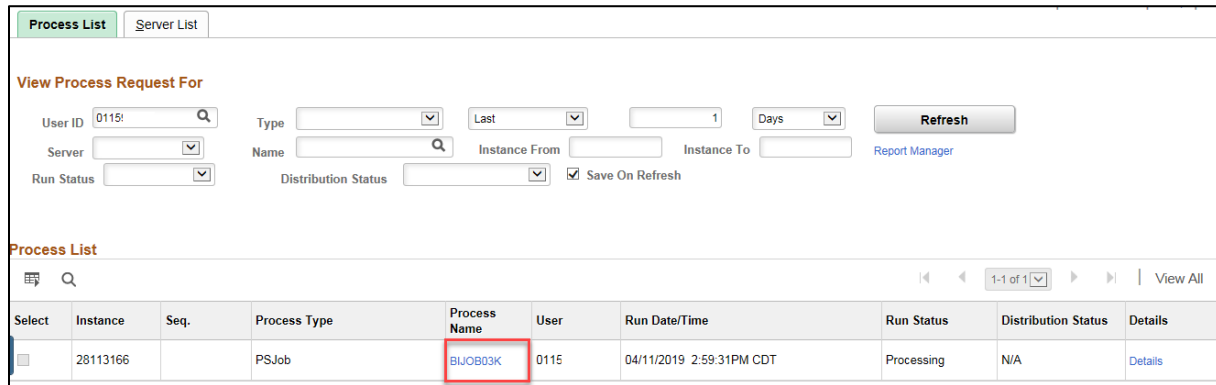 Process List Server List
View Process Request For
User ID 0115 Type Last 1 Days Refresh
Server Name Instance From Instance To Report Manager
Run Status Distribution Status Save On Refresh
Process List
1-1 of 1 View All
Select Instance Seq. Process Type Process Name User Run Date/Time Run Status Distribution Status Details
28113166 PSJob BIJOB03K 0115 04/11/2019 2:59:31PM CDT Processing N/A Details